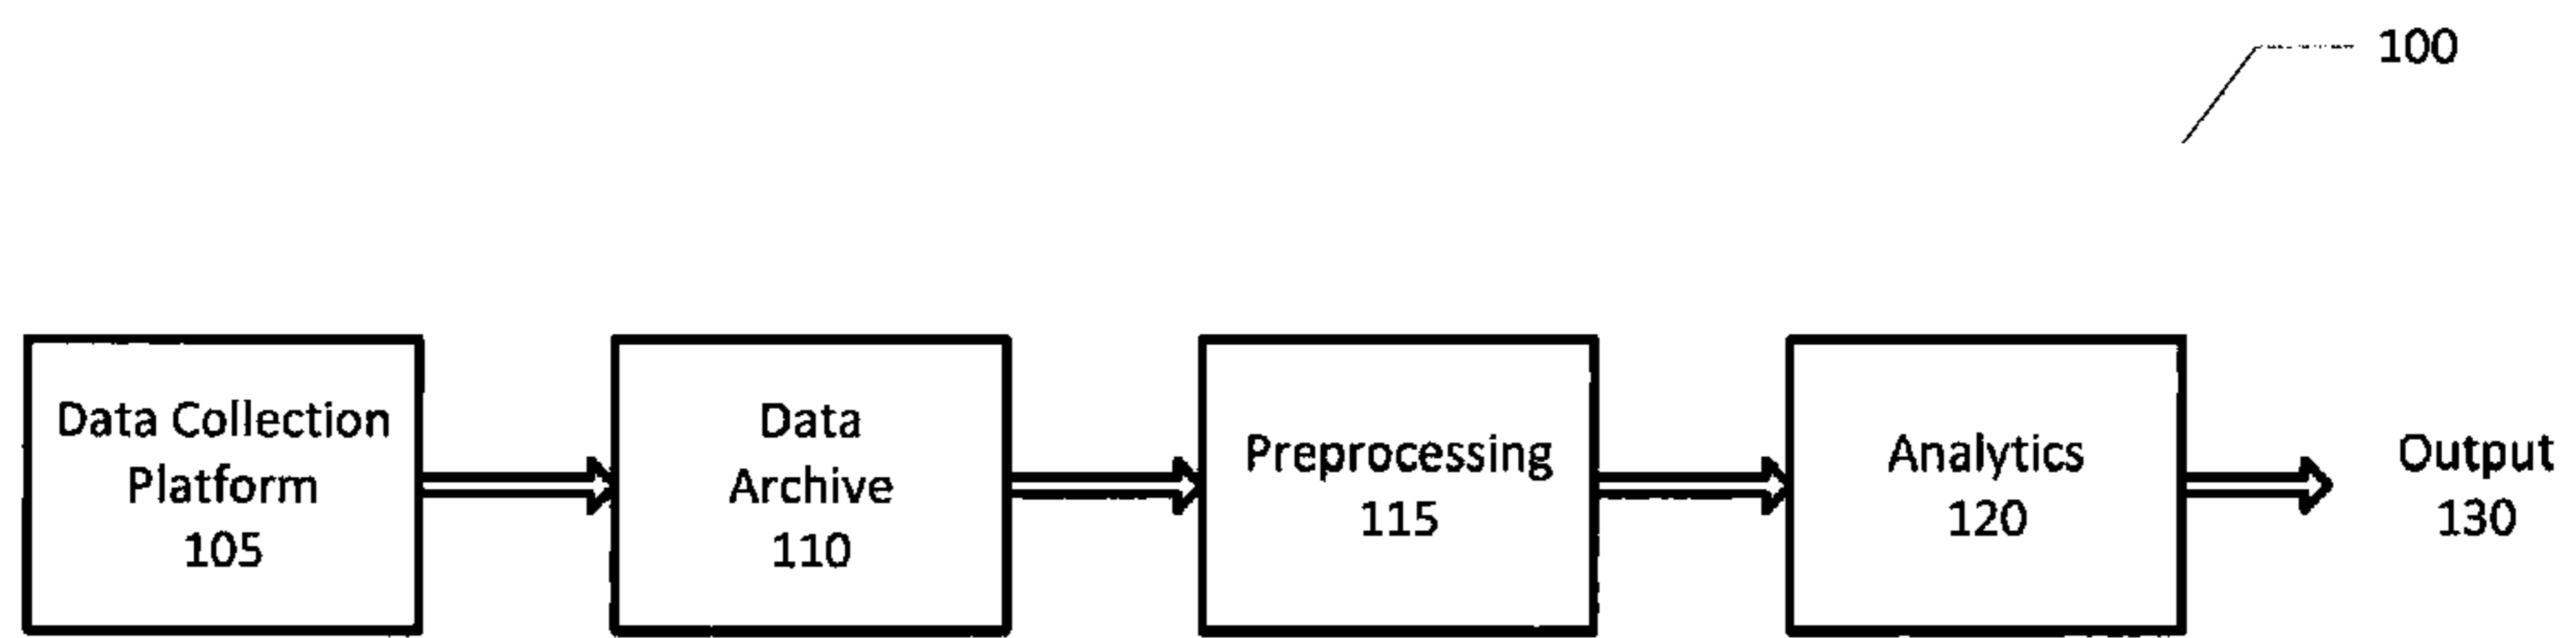 100
Data Collection
Platform
105
Data
Archive
110
Preprocessing
115
Analytics
120
Output
130